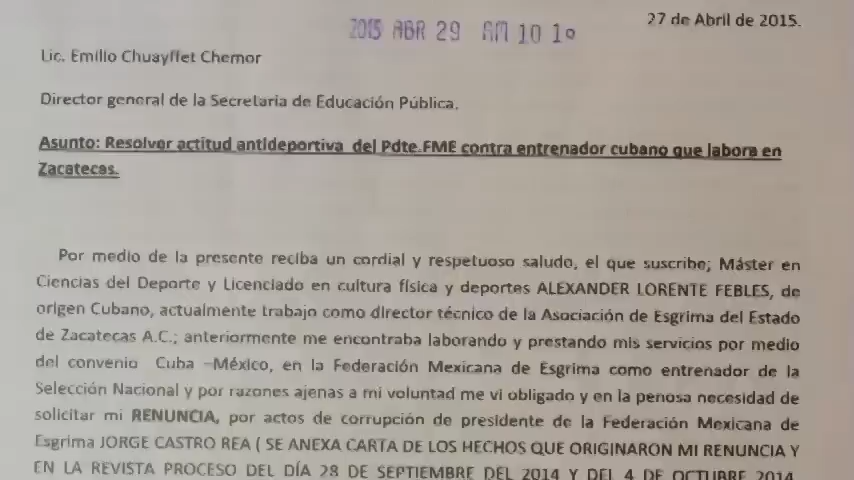 27 de Abril de 2015.
2015 ABR 29 AM 10 1
Lic. Emilio Chuayffet Chemor
Director general de la Secretaria de Educación Pública.
Asunto: Resolver actitud antideportiva del Pdte.FME contra entrenador cubano que labora en
Zacatecas.
Por medio de la presente reciba un cordial y respetuoso saludo, el que suscribe; Máster en
Ciencias del Deporte y Licenciado en cultura física y deportes ALEXANDER LORENTE FEBLES, de
origen Cubano, actualmente trabajo como director técnico de la Asociación de Esgrima del Estado
de Zacatecas A.C.; anteriormente me encontraba laborando y prestando mis servicios por medio
del convenio Cuba –México, en la Federación Mexicana de Esgrima como entrenador de la
Selección Nacional y por razones ajenas a mi voluntad me vi obligado y en la penosa necesidad de
solicitar mi RENUNCIA, por actos de corrupción de presidente de la Federación Mexicana de
Esgrima JORGE CASTRO REA ( SE ANEXA CARTA DE LOS HECHOS QUE ORIGINARON MI RENUNCIA Y
EN LA REVISTA PROCESO DEL DÍA 28 DE SEPTIEMBRE DEL 2014 Y DEL 4 DE OCTUBRE 2014